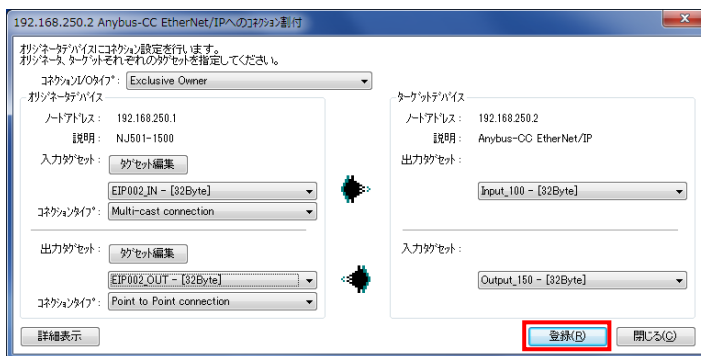 192.168.250.2 Anybus-CC EtherNet/IPへのｺﾈｸｼｮﾝ割付
ｵﾘｼﾞﾈｰﾀﾃﾞﾊﾞｲｽにｺﾈｸｼｮﾝ設定を行います。
ｵﾘｼﾞﾈｰﾀ､ﾀｰｹﾞｯﾄそれぞれのﾀｸﾞｾｯﾄを指定してください。
ｺﾈｸｼｮﾝI/Oﾀｲﾌﾟ： Exclusive Owner
ｵﾘｼﾞﾈｰﾀﾃﾞﾊﾞｲｽ
ﾉｰﾄﾞｱﾄﾞﾚｽ： 192.168.250.1
説明： NJ501-1500
入力ﾀｸﾞｾｯﾄ： ﾀｸﾞｾｯﾄ編集
EIP002_IN - [32Byte]
ｺﾈｸｼｮﾝﾀｲﾌﾟ： Multi-cast connection
出力ﾀｸﾞｾｯﾄ： ﾀｸﾞｾｯﾄ編集
EIP002_OUT - [32Byte]
ｺﾈｸｼｮﾝﾀｲﾌﾟ： Point to Point connection
ﾀｰｹﾞｯﾄﾃﾞﾊﾞｲｽ
ﾉｰﾄﾞｱﾄﾞﾚｽ： 192.168.250.2
説明： Anybus-CC EtherNet/IP
出力ﾀｸﾞｾｯﾄ：
Input_100 - [32Byte]
入力ﾀｸﾞｾｯﾄ：
Output_150 - [32Byte]
詳細表示
登録(R)
閉じる(C)